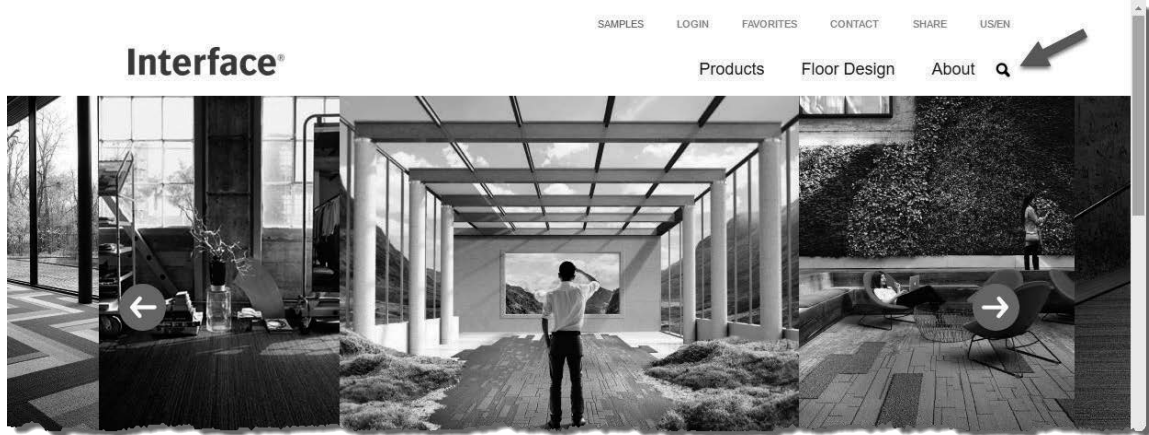 SAMPLES LOGIN FAVORITES CONTACT SHARE US/EN
Interface®
Products Floor Design About